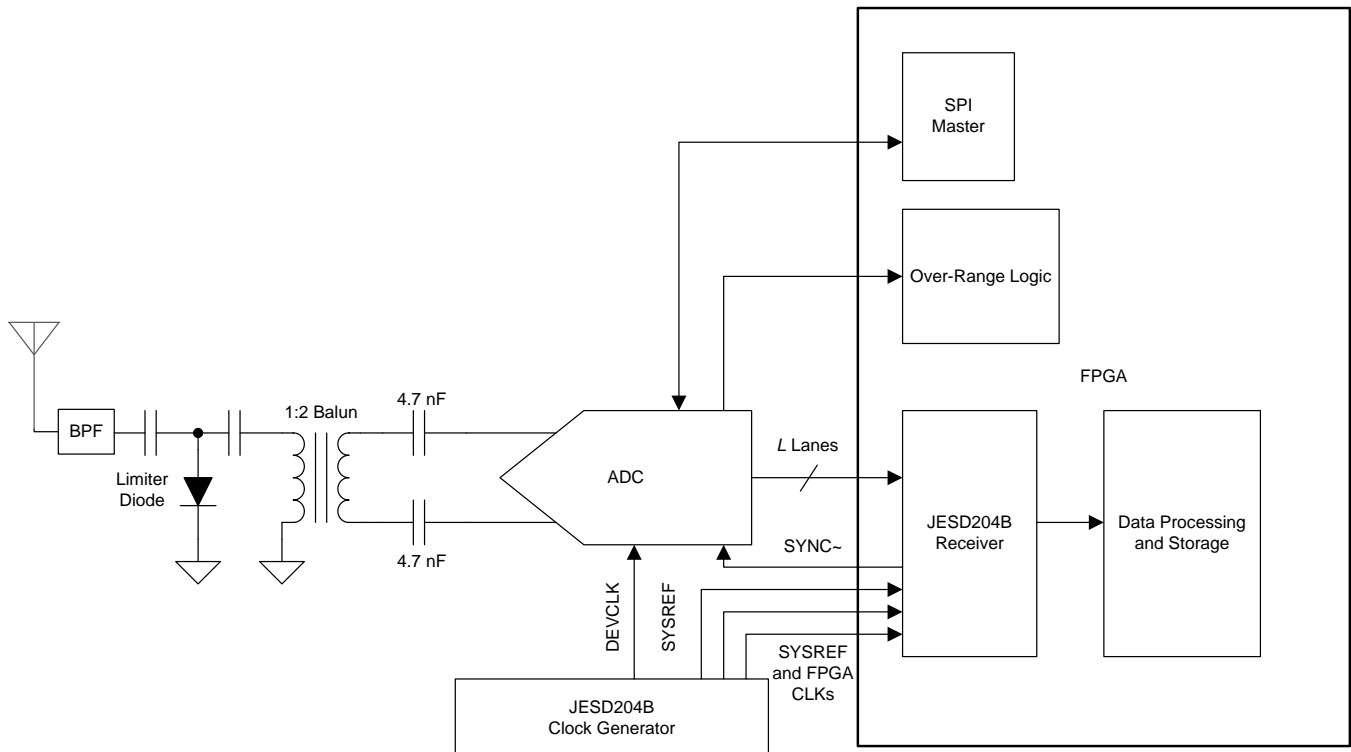 SPI
Master
Over-Range Logic
FPGA
4.7 nF
1:2 Balun
BPF
Limiter
Diode
ADC
L Lanes
JESD204B
Receiver
Data Processing
and Storage
4.7 nF
SYNC~
DEVCLK
SYSREF
SYSREF
and FPGA
CLKs
JESD204B
Clock Generator